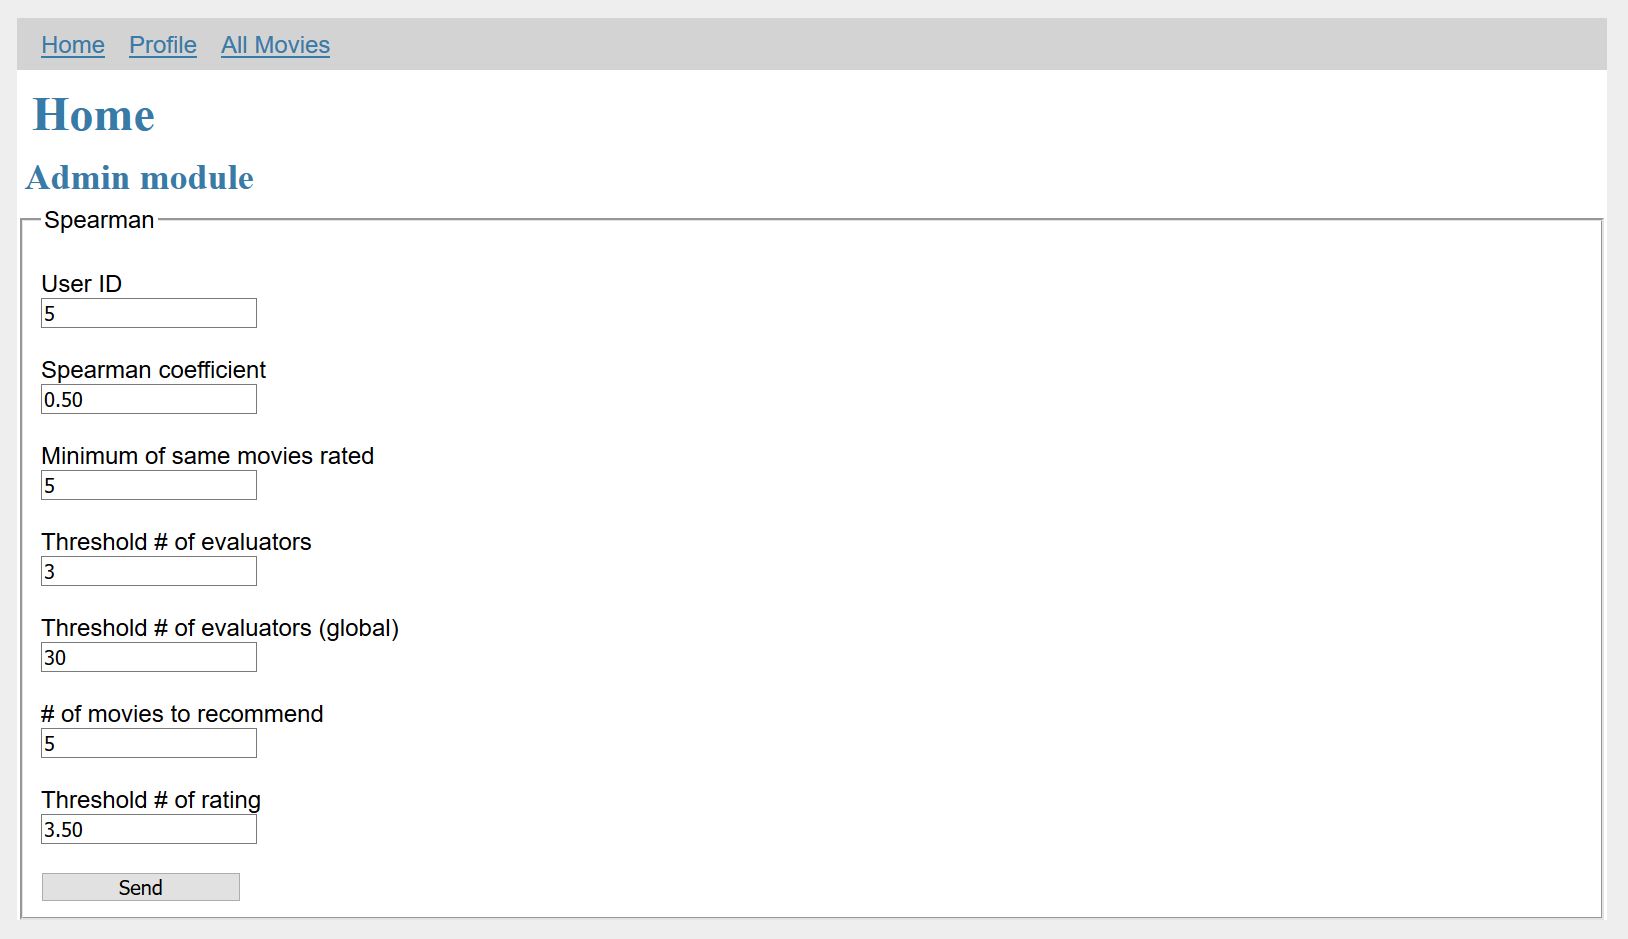 Home Profile All Movies
Home
Admin module
Spearman
User ID
5
Spearman coefficient
0.50
Minimum of same movies rated
5
Threshold # of evaluators
3
Threshold # of evaluators (global)
30
# of movies to recommend
5
Threshold # of rating
3.50
Send